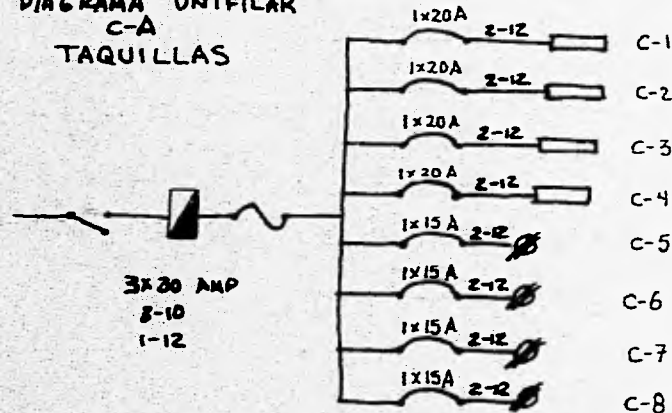 DIAGRAMA UNIFILAR
C-A
TAQUILLAS
1x20A 2-12 C-1
1x20A 2-12 C-2
1x20A 2-12 C-3
1x20A 2-12 C-4
1x15A 2-12 C-5
1x15A 2-12 C-6
1x15A 2-12 C-7
1x15A 2-12 C-8
3x30 AMP
1-12